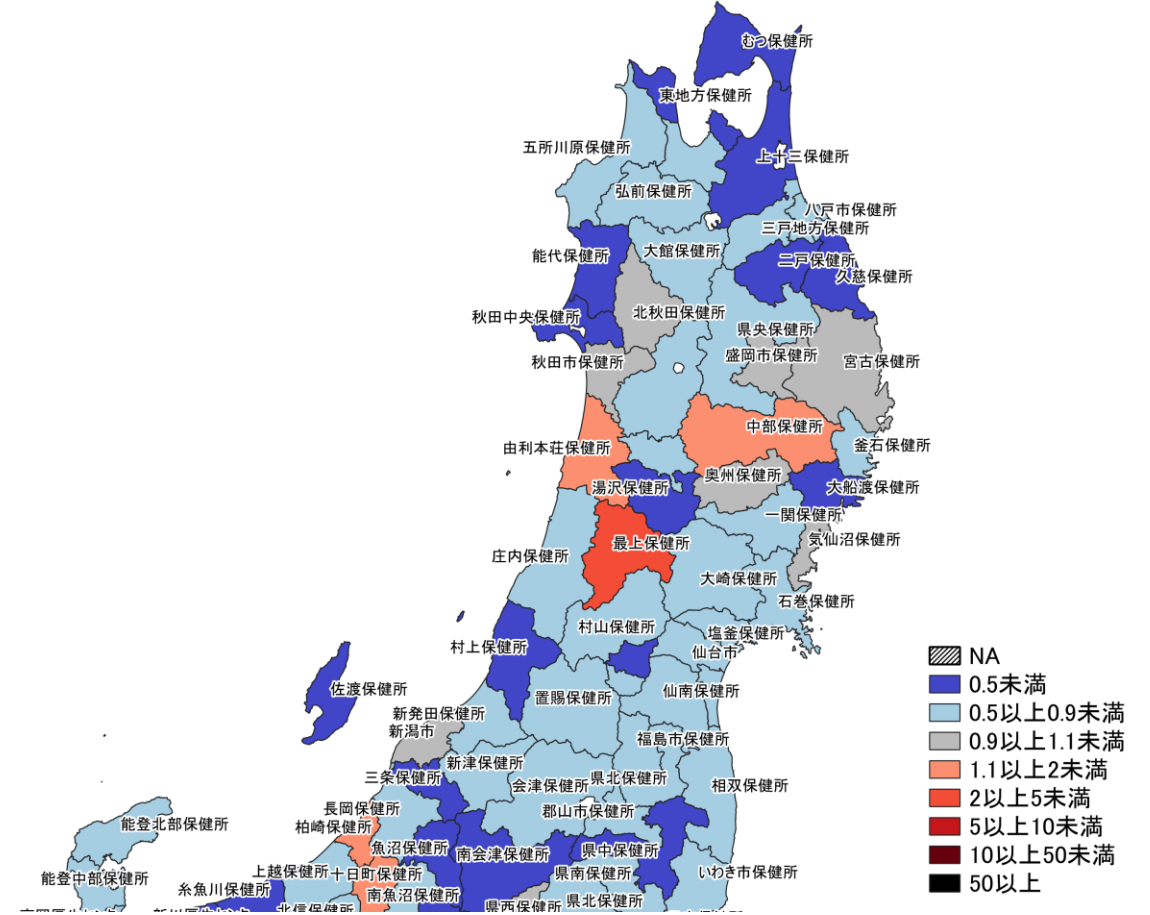 むつ保健所
東地方保健所
五所川原保健所
上十三保健所
弘前保健所
八戸市保健所
三戸地方保健所
大館保健所
能代保健所
二戸保健所
久慈保健所
北秋田保健所
秋田中央保健所
県央保健所
盛岡市保健所
秋田市保健所
宮古保健所
中部保健所
釜石保健所
由利本荘保健所
奥州保健所
湯沢保健所
大船渡保健所
一関保健所
気仙沼保健所
最上保健所
庄内保健所
大崎保健所
石巻保健所
村山保健所
塩釜保健所
村上保健所
仙台市
佐渡保健所
置賜保健所
仙南保健所
新発田保健所
新潟市
福島市保健所
新津保健所
三条保健所
会津保健所
県北保健所
相双保健所
長岡保健所
郡山市保健所
能登北部保健所
柏崎保健所
魚沼保健所
南会津保健所
県中保健所
上越保健所
十日町保健所
県南保健所
いわき市保健所
能登中部保健所
糸魚川保健所
南魚沼保健所
県西保健所
県北保健所
北信保健所
NA
0.5未満
0.5以上0.9未満
0.9以上1.1未満
1.1以上2未満
2以上5未満
5以上10未満
10以上50未満
50以上